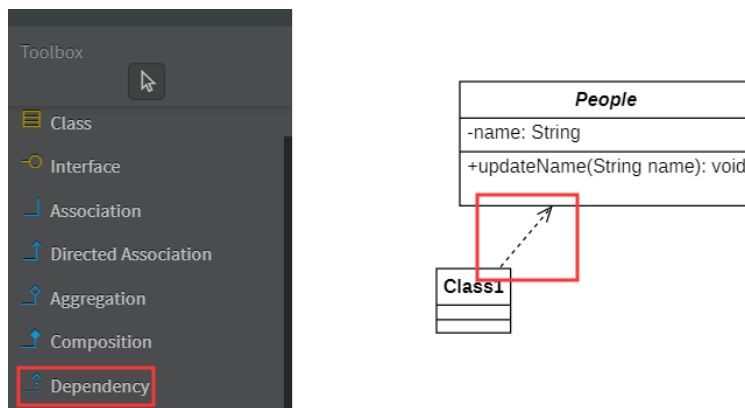 Toolbox
Class
Interface
Association
Directed Association
Aggregation
Composition
Dependency
People
-name: String
+updateName(String name): void
Class1